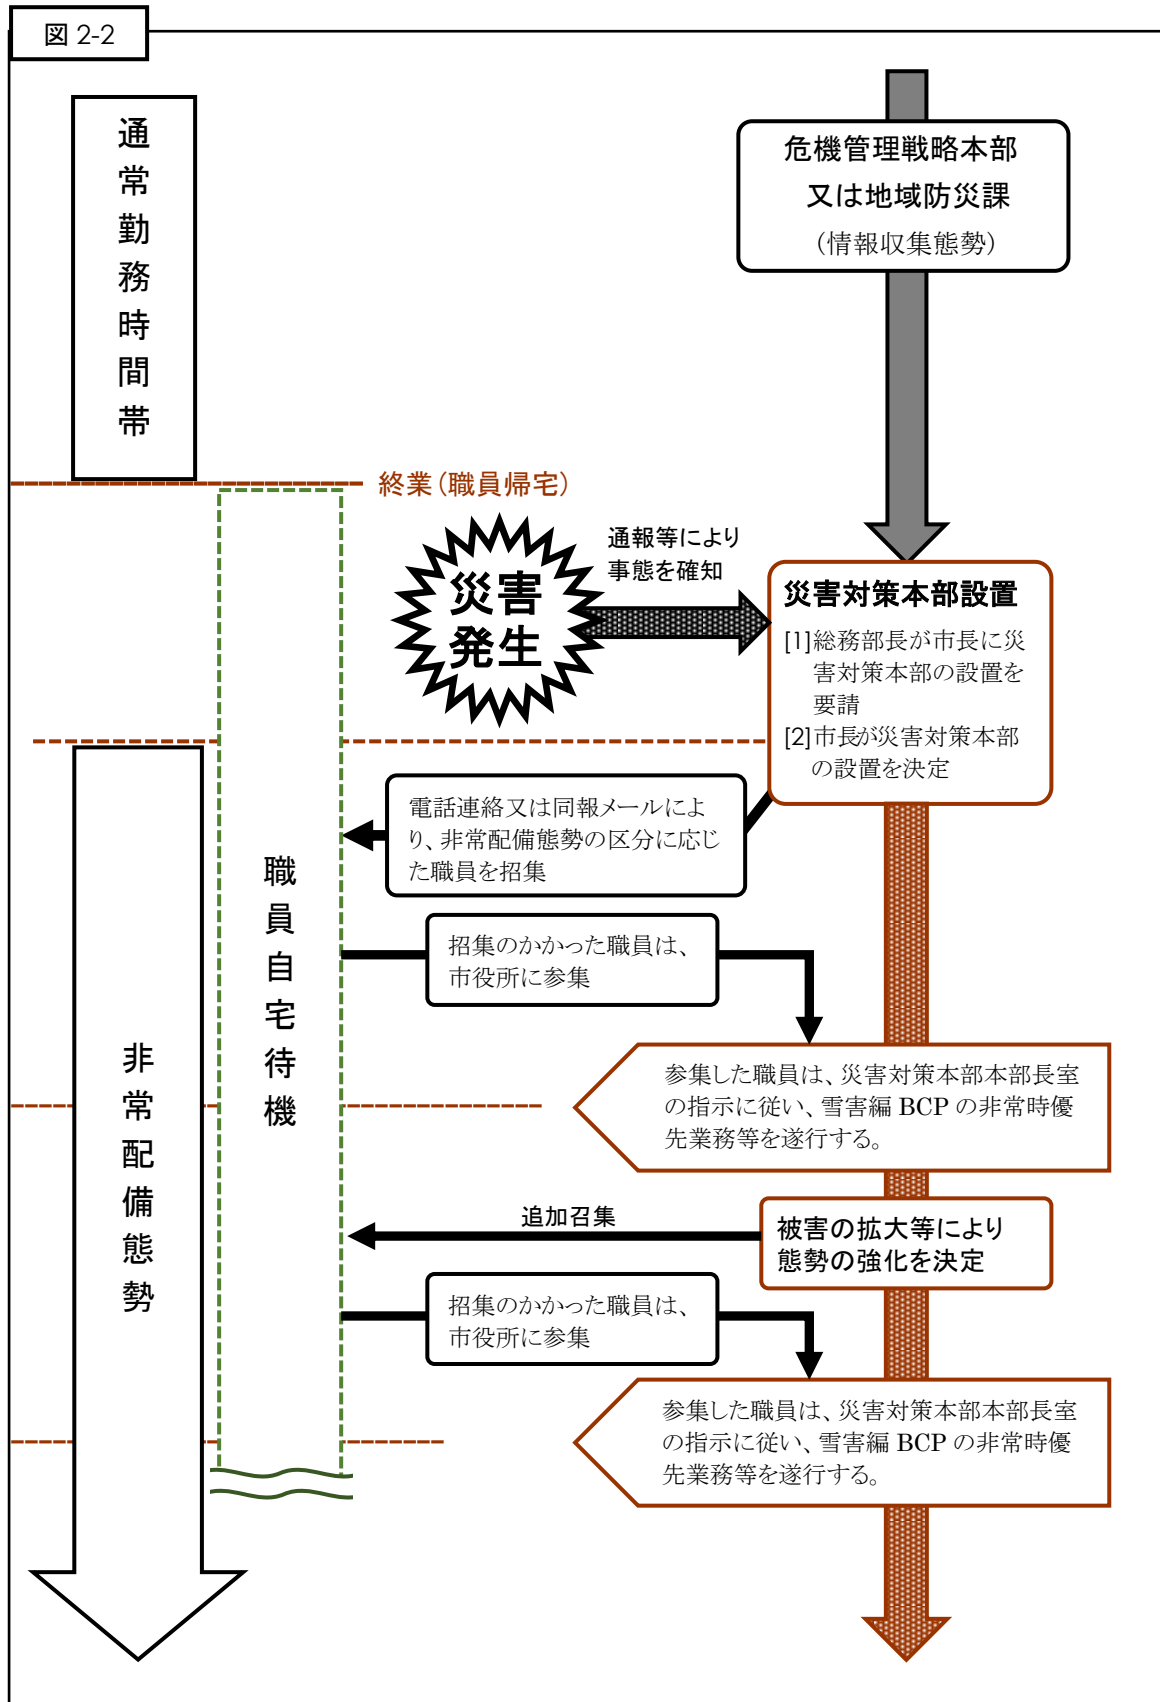 図 2-2
通常勤務時間帯
危機管理戦略本部
又は地域防災課
（情報収集態勢）
終業（職員帰宅）
災害
発生
通報等により
事態を確知
災害対策本部設置
[1]総務部長が市長に災
害対策本部の設置を
要請
[2]市長が災害対策本部
の設置を決定
電話連絡又は同報メールによ
り、非常配備態勢の区分に応じ
た職員を招集
職員自宅待機
招集のかかった職員は、
市役所に参集
非常配備態勢
参集した職員は、災害対策本部本部長室
の指示に従い、雪害編 BCP の非常時優
先業務等を遂行する。
追加召集
被害の拡大等により
態勢の強化を決定
招集のかかった職員は、
市役所に参集
参集した職員は、災害対策本部本部長室
の指示に従い、雪害編 BCP の非常時優
先業務等を遂行する。